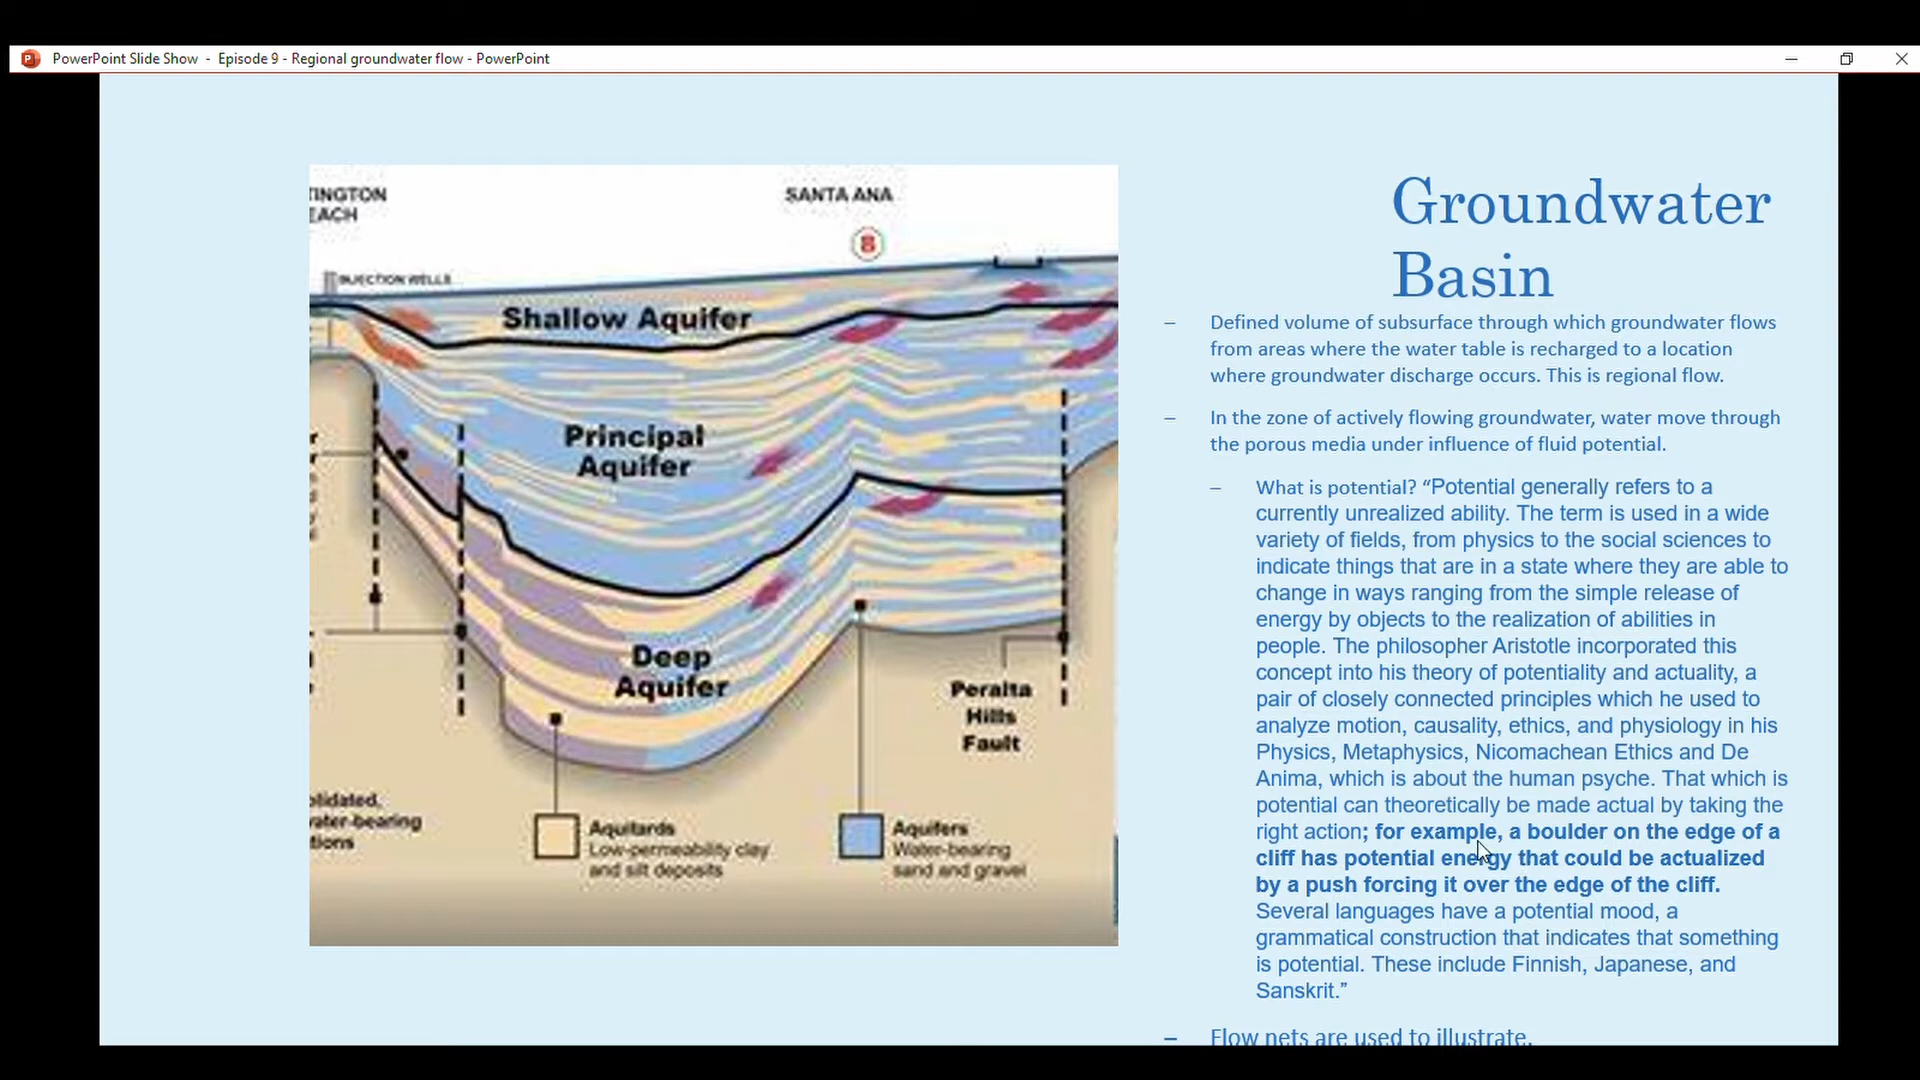 PowerPoint Slide Show - Episode 9 - Regional groundwater flow - PowerPoint
TINGTON
EACH
SANTA ANA
8
INJECTION WELLS
Shallow Aquifer
Principal
Aquifer
Deep
Aquifer
Peralta
Hills
Fault
olidated,
vater-bearing
tions
Aquitards
Low-permeability clay
and silt deposits
Aquifers
Water-bearing
sand and gravel
Groundwater
Basin
– Defined volume of subsurface through which groundwater flows
from areas where the water table is recharged to a location
where groundwater discharge occurs. This is regional flow.
– In the zone of actively flowing groundwater, water move through
the porous media under influence of fluid potential.
– What is potential? “Potential generally refers to a
currently unrealized ability. The term is used in a wide
variety of fields, from physics to the social sciences to
indicate things that are in a state where they are able to
change in ways ranging from the simple release of
energy by objects to the realization of abilities in
people. The philosopher Aristotle incorporated this
concept into his theory of potentiality and actuality, a
pair of closely connected principles which he used to
analyze motion, causality, ethics, and physiology in his
Physics, Metaphysics, Nicomachean Ethics and De
Anima, which is about the human psyche. That which is
potential can theoretically be made actual by taking the
right action; for example, a boulder on the edge of a
cliff has potential energy that could be actualized
by a push forcing it over the edge of the cliff.
Several languages have a potential mood, a
grammatical construction that indicates that something
is potential. These include Finnish, Japanese, and
Sanskrit.”
– Flow nets are used to illustrate.